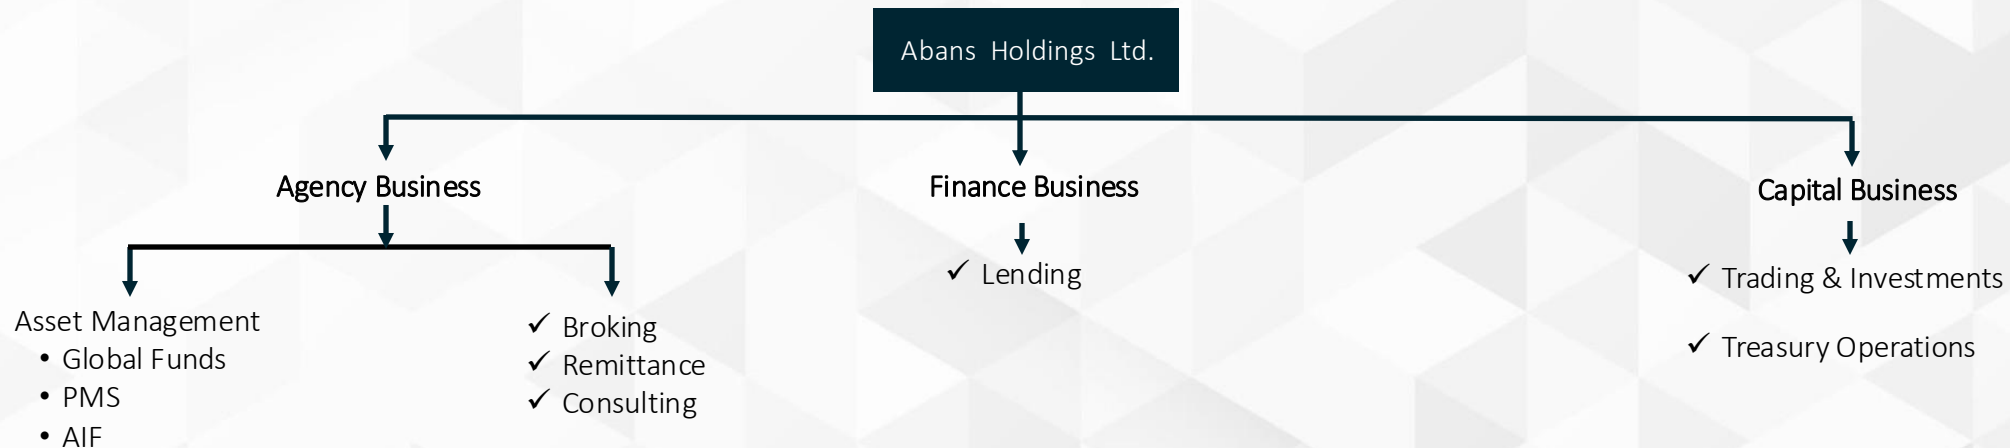 Abans Holdings Ltd.
Agency Business
Finance Business
Capital Business
Asset Management
• Global Funds
• PMS
• AIF
✓ Broking
✓ Remittance
✓ Consulting
✓ Lending
✓ Trading & Investments
✓ Treasury Operations